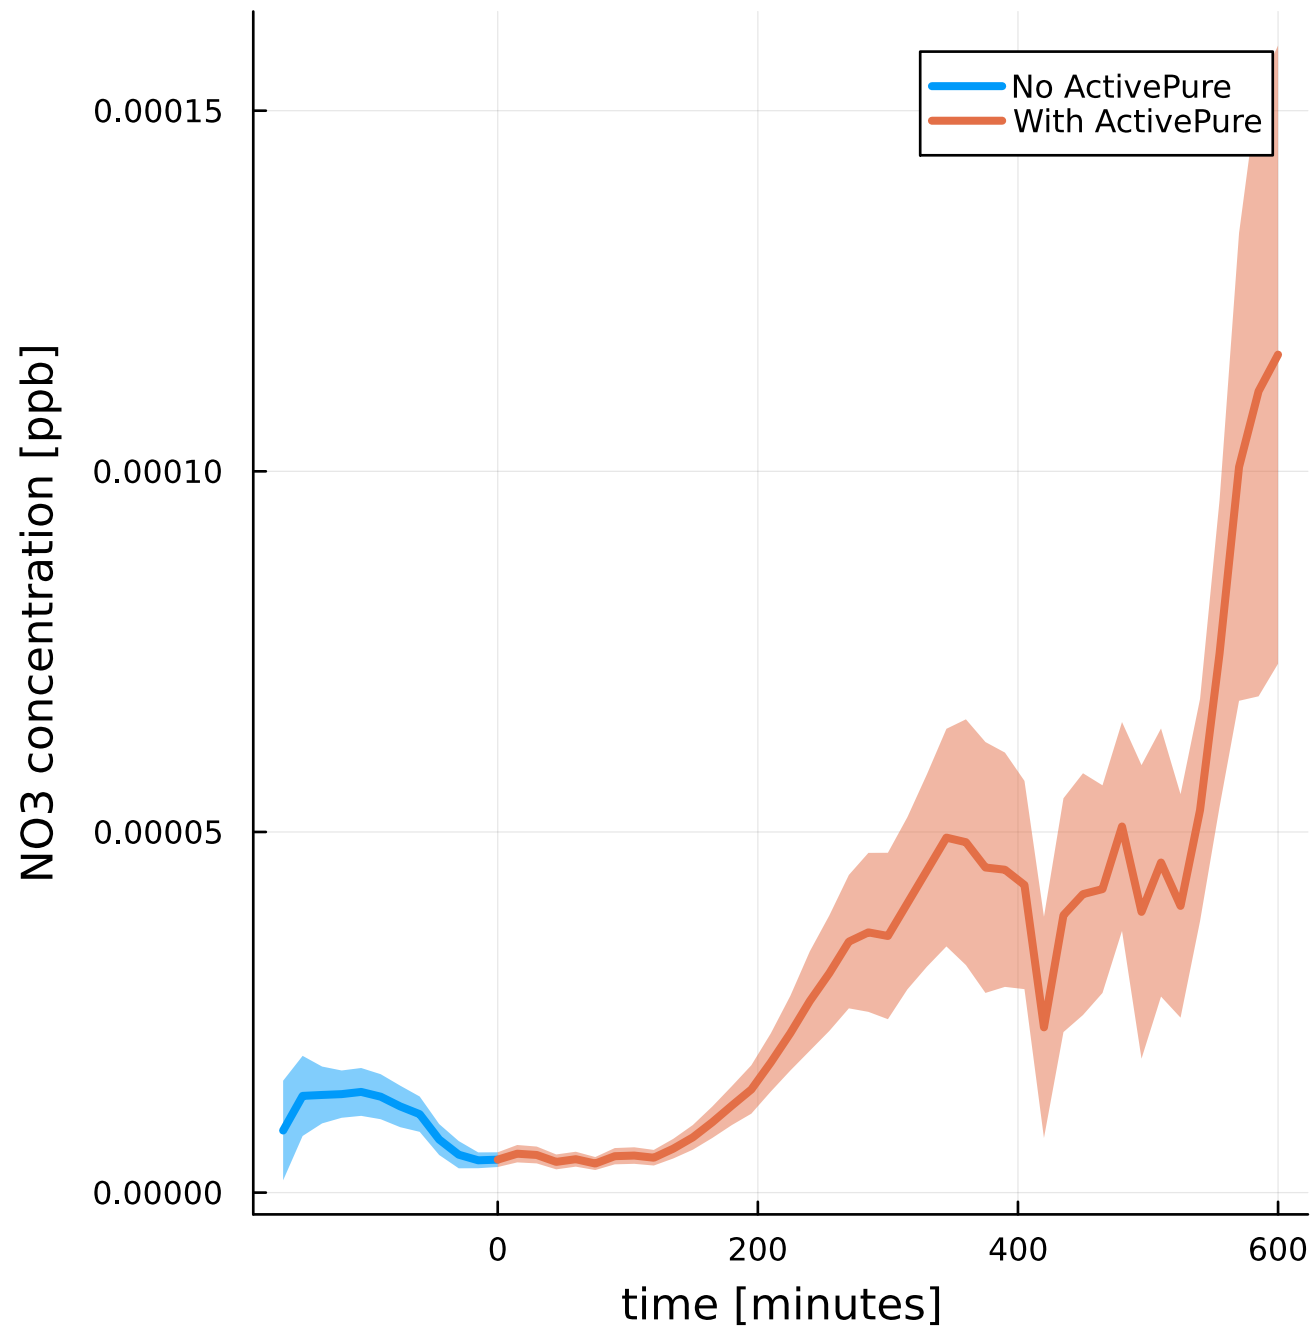 No ActivePure
With ActivePure
0.00015
0.00010
0.00005
0.00000
NO3 concentration [ppb]
0
200
400
600
time [minutes]